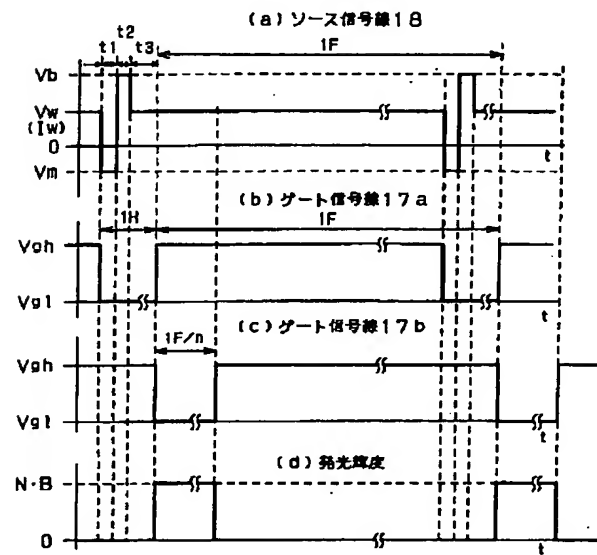 (a) ソース信号線18
t1 t2 t3 1F
Vb
Vw
(Iw)
0
Vm
t
(b) ゲート信号線17a
1H 1F
Vgh
Vgl
t
(c) ゲート信号線17b
1F/n
Vgh
Vgl
t
(d) 発光輝度
N・B
0
t